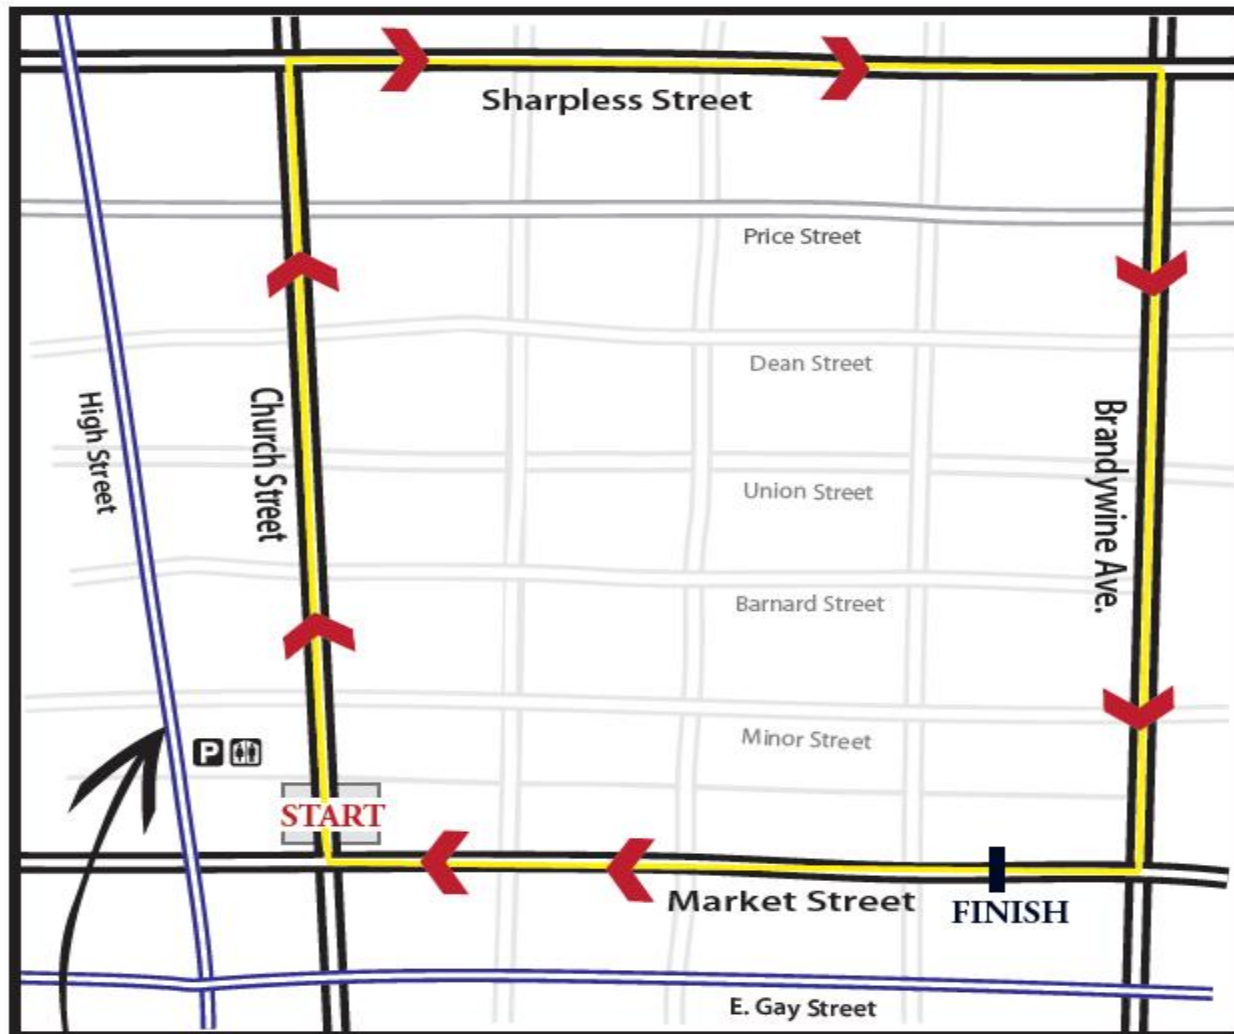 Sharpless Street
Price Street
Dean Street
High Street
Church Street
Brandywine Ave.
Union Street
Barnard Street
Minor Street
P
START
Market Street
FINISH
E. Gay Street